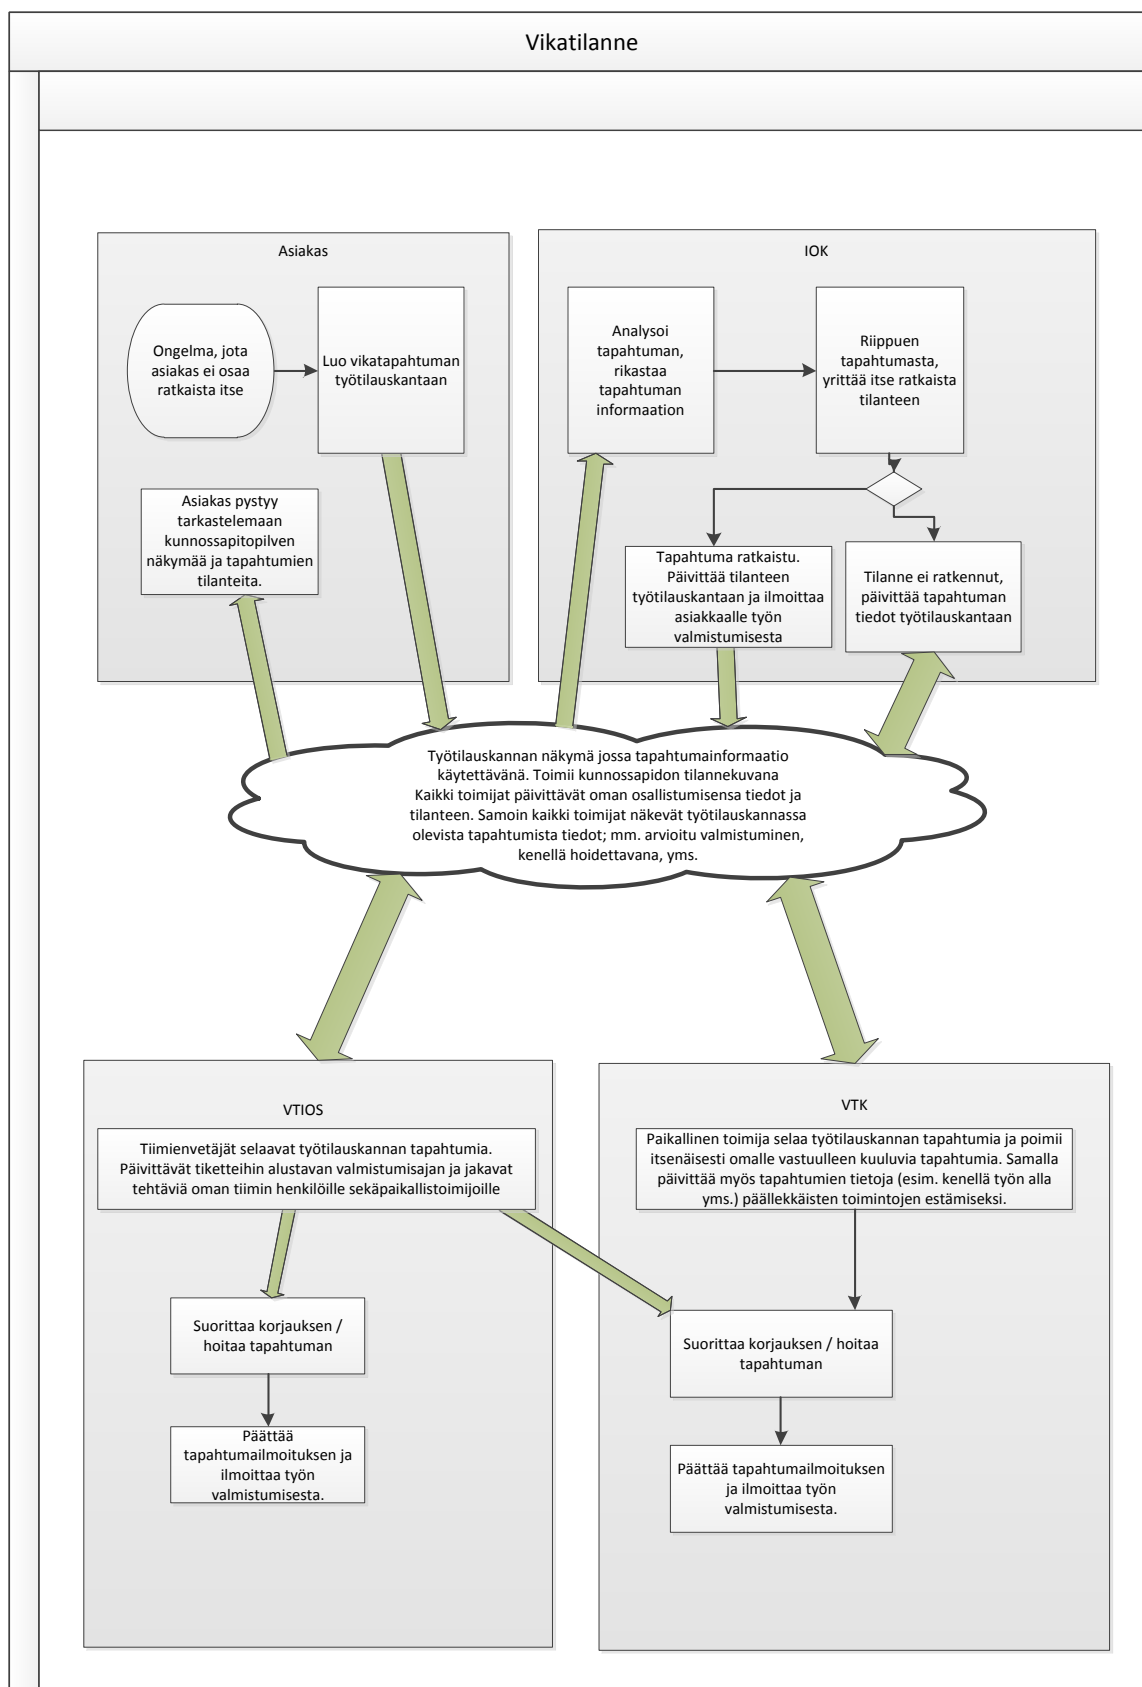 Vikatilanne
Asiakas
Ongelma, jota
asiakas ei osaa
ratkaista itse
Luo vikatapahtuman
työtilauskantaan
Asiakas pystyy
tarkastelemaan
kunnossapitopilven
näkymää ja tapahtumien
tilanteita.
IOK
Analysoi
tapahtuman,
rikastaa
tapahtuman
informaation
Riippuen
tapahtumasta,
yrittää itse ratkaista
tilanteen
Tapahtuma ratkaistu.
Päivittää tilanteen
työtilauskantaan ja ilmoittaa
asiakkaalle työn
valmistumisesta
Tilanne ei ratkennut,
päivittää tapahtuman
tiedot työtilauskantaan
Työtilauskannan näkymä jossa tapahtumainformaatio
käytettävänä. Toimii kunnossapidon tilannekuvana
Kaikki toimijat päivittävät oman osallistumisensa tiedot ja
tilanteen. Samoin kaikki toimijat näkevät työtilauskannassa
olevista tapahtumista tiedot; mm. arvioitu valmistuminen,
kenellä hoidettavana, yms.
VTIOS
Tiimienvetäjät selaavat työtilauskannan tapahtumia.
Päivittävät tiketteihin alustavan valmistumisajan ja jakavat
tehtäviä oman tiimin henkilöille sekäpaikallistoimijoille
Suorittaa korjauksen /
hoitaa tapahtuman
Päättää
tapahtumailmoituksen ja
ilmoittaa työn
valmistumisesta.
VTK
Paikallinen toimija selaa työtilauskannan tapahtumia ja poimii
itsenäisesti omalle vastuulleen kuuluvia tapahtumia. Samalla
päivittää myös tapahtumien tietoja (esim. kenellä työn alla
yms.) päällekkäisten toimintojen estämiseksi.
Suorittaa korjauksen / hoitaa
tapahtuman
Päättää tapahtumailmoituksen
ja ilmoittaa työn
valmistumisesta.